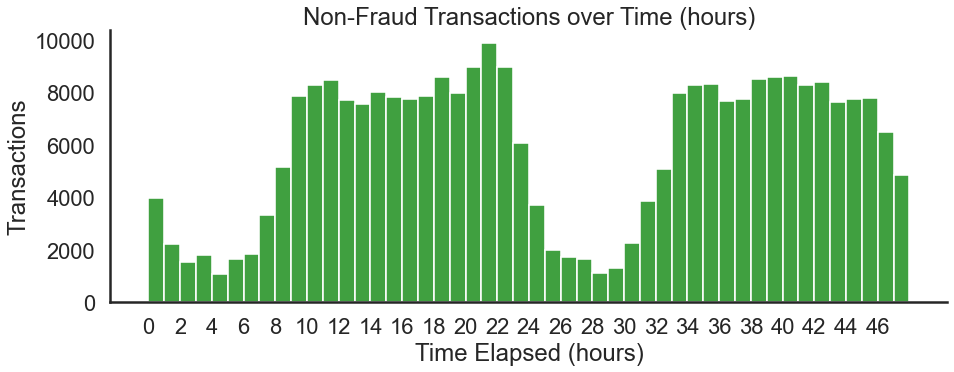 Non-Fraud Transactions over Time (hours)
Transactions
10000
8000
6000
4000
2000
0
0 2 4 6 8 10 12 14 16 18 20 22 24 26 28 30 32 34 36 38 40 42 44 46
Time Elapsed (hours)